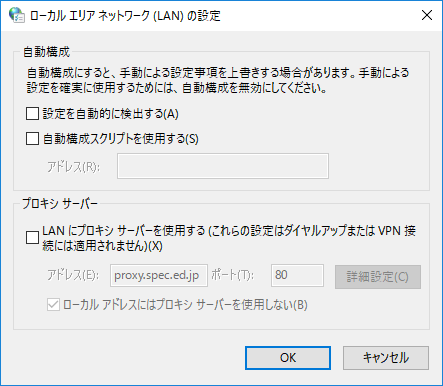 ローカル エリア ネットワーク (LAN) の設定
自動構成
自動構成にすると、手動による設定事項を上書きする場合があります。手動による
設定を確実に使用するためには、自動構成を無効にしてください。
設定を自動的に検出する(A)
自動構成スクリプトを使用する(S)
アドレス(R):
プロキシ サーバー
LAN にプロキシ サーバーを使用する (これらの設定はダイヤルアップまたは VPN 接
続には適用されません)(X)
アドレス(E): proxy.spec.ed.jp ポート(T): 80 詳細設定(C)
ローカル アドレスにはプロキシ サーバーを使用しない(B)
OK キャンセル